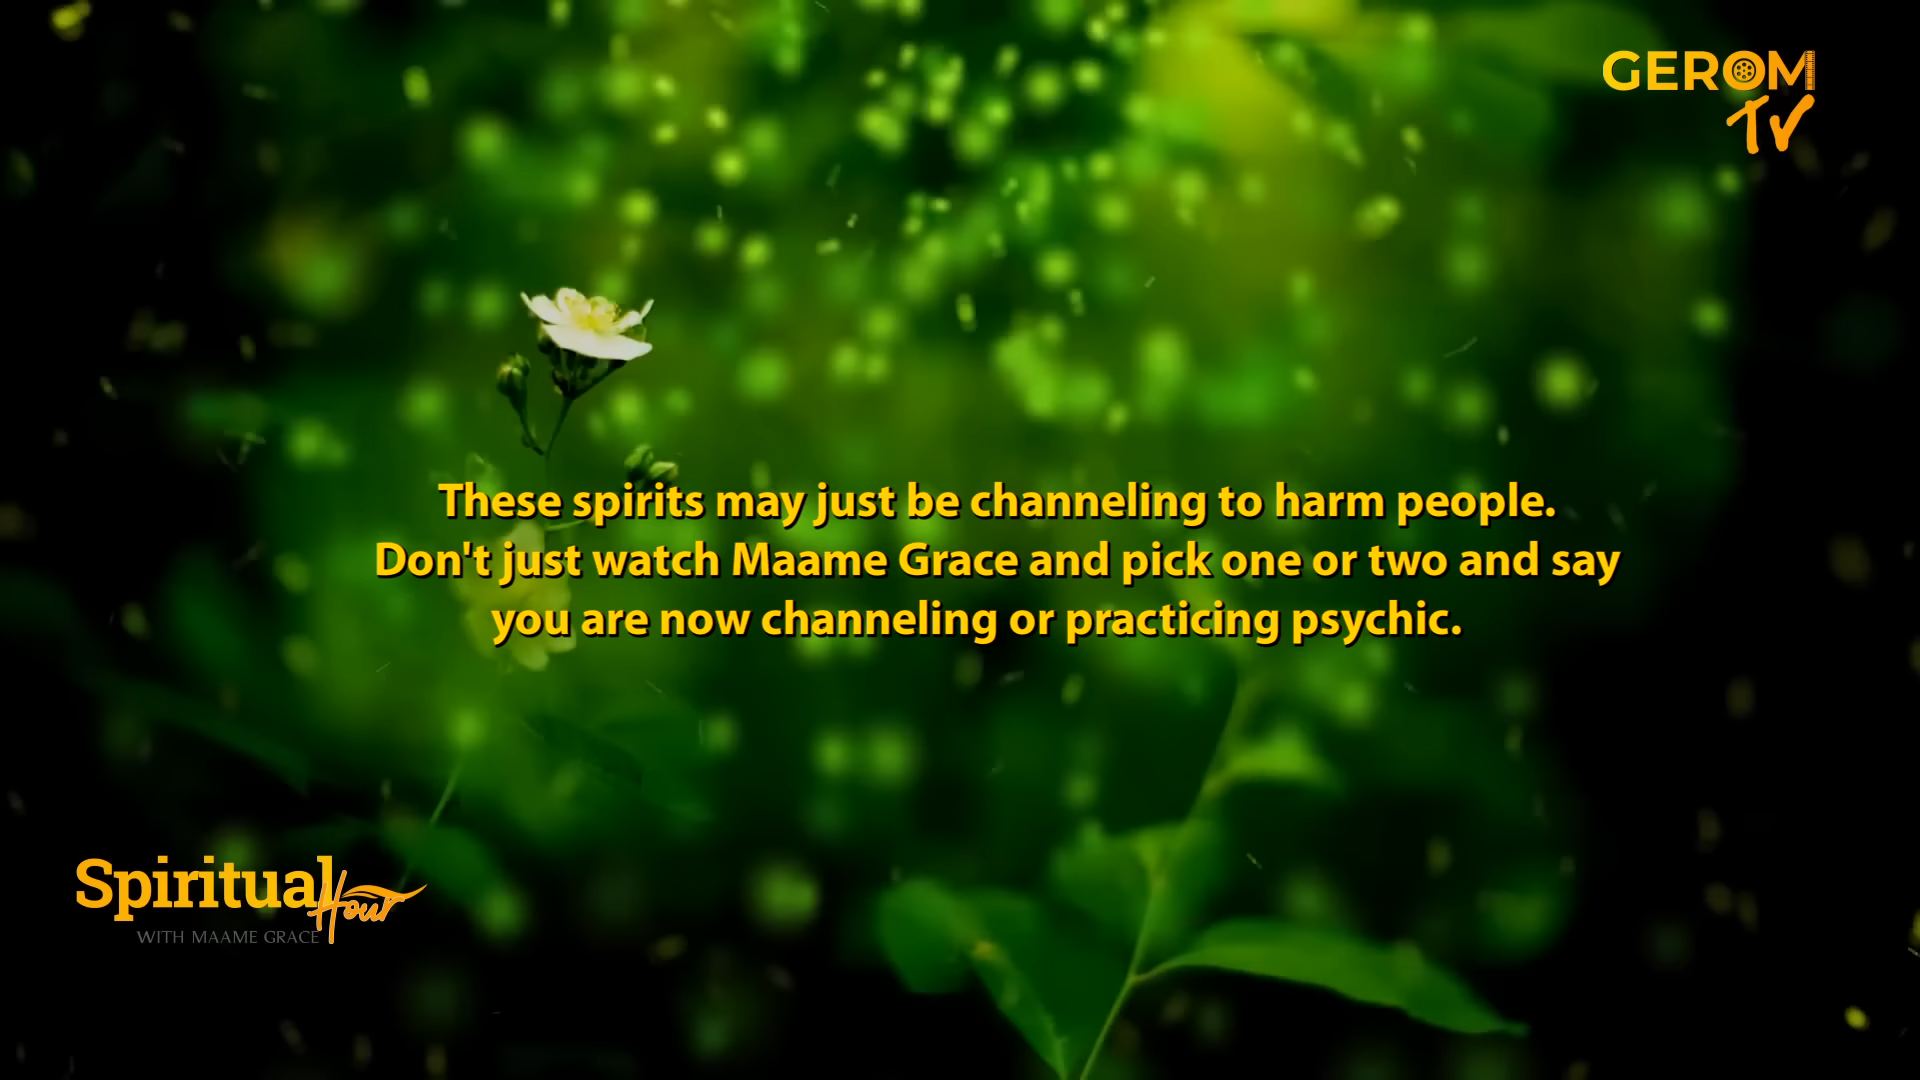 GEROM
TV
These spirits may just be channeling to harm people.
Don't just watch Maame Grace and pick one or two and say
you are now channeling or practicing psychic.
Spiritual
Hour
WITH MAAME GRACE